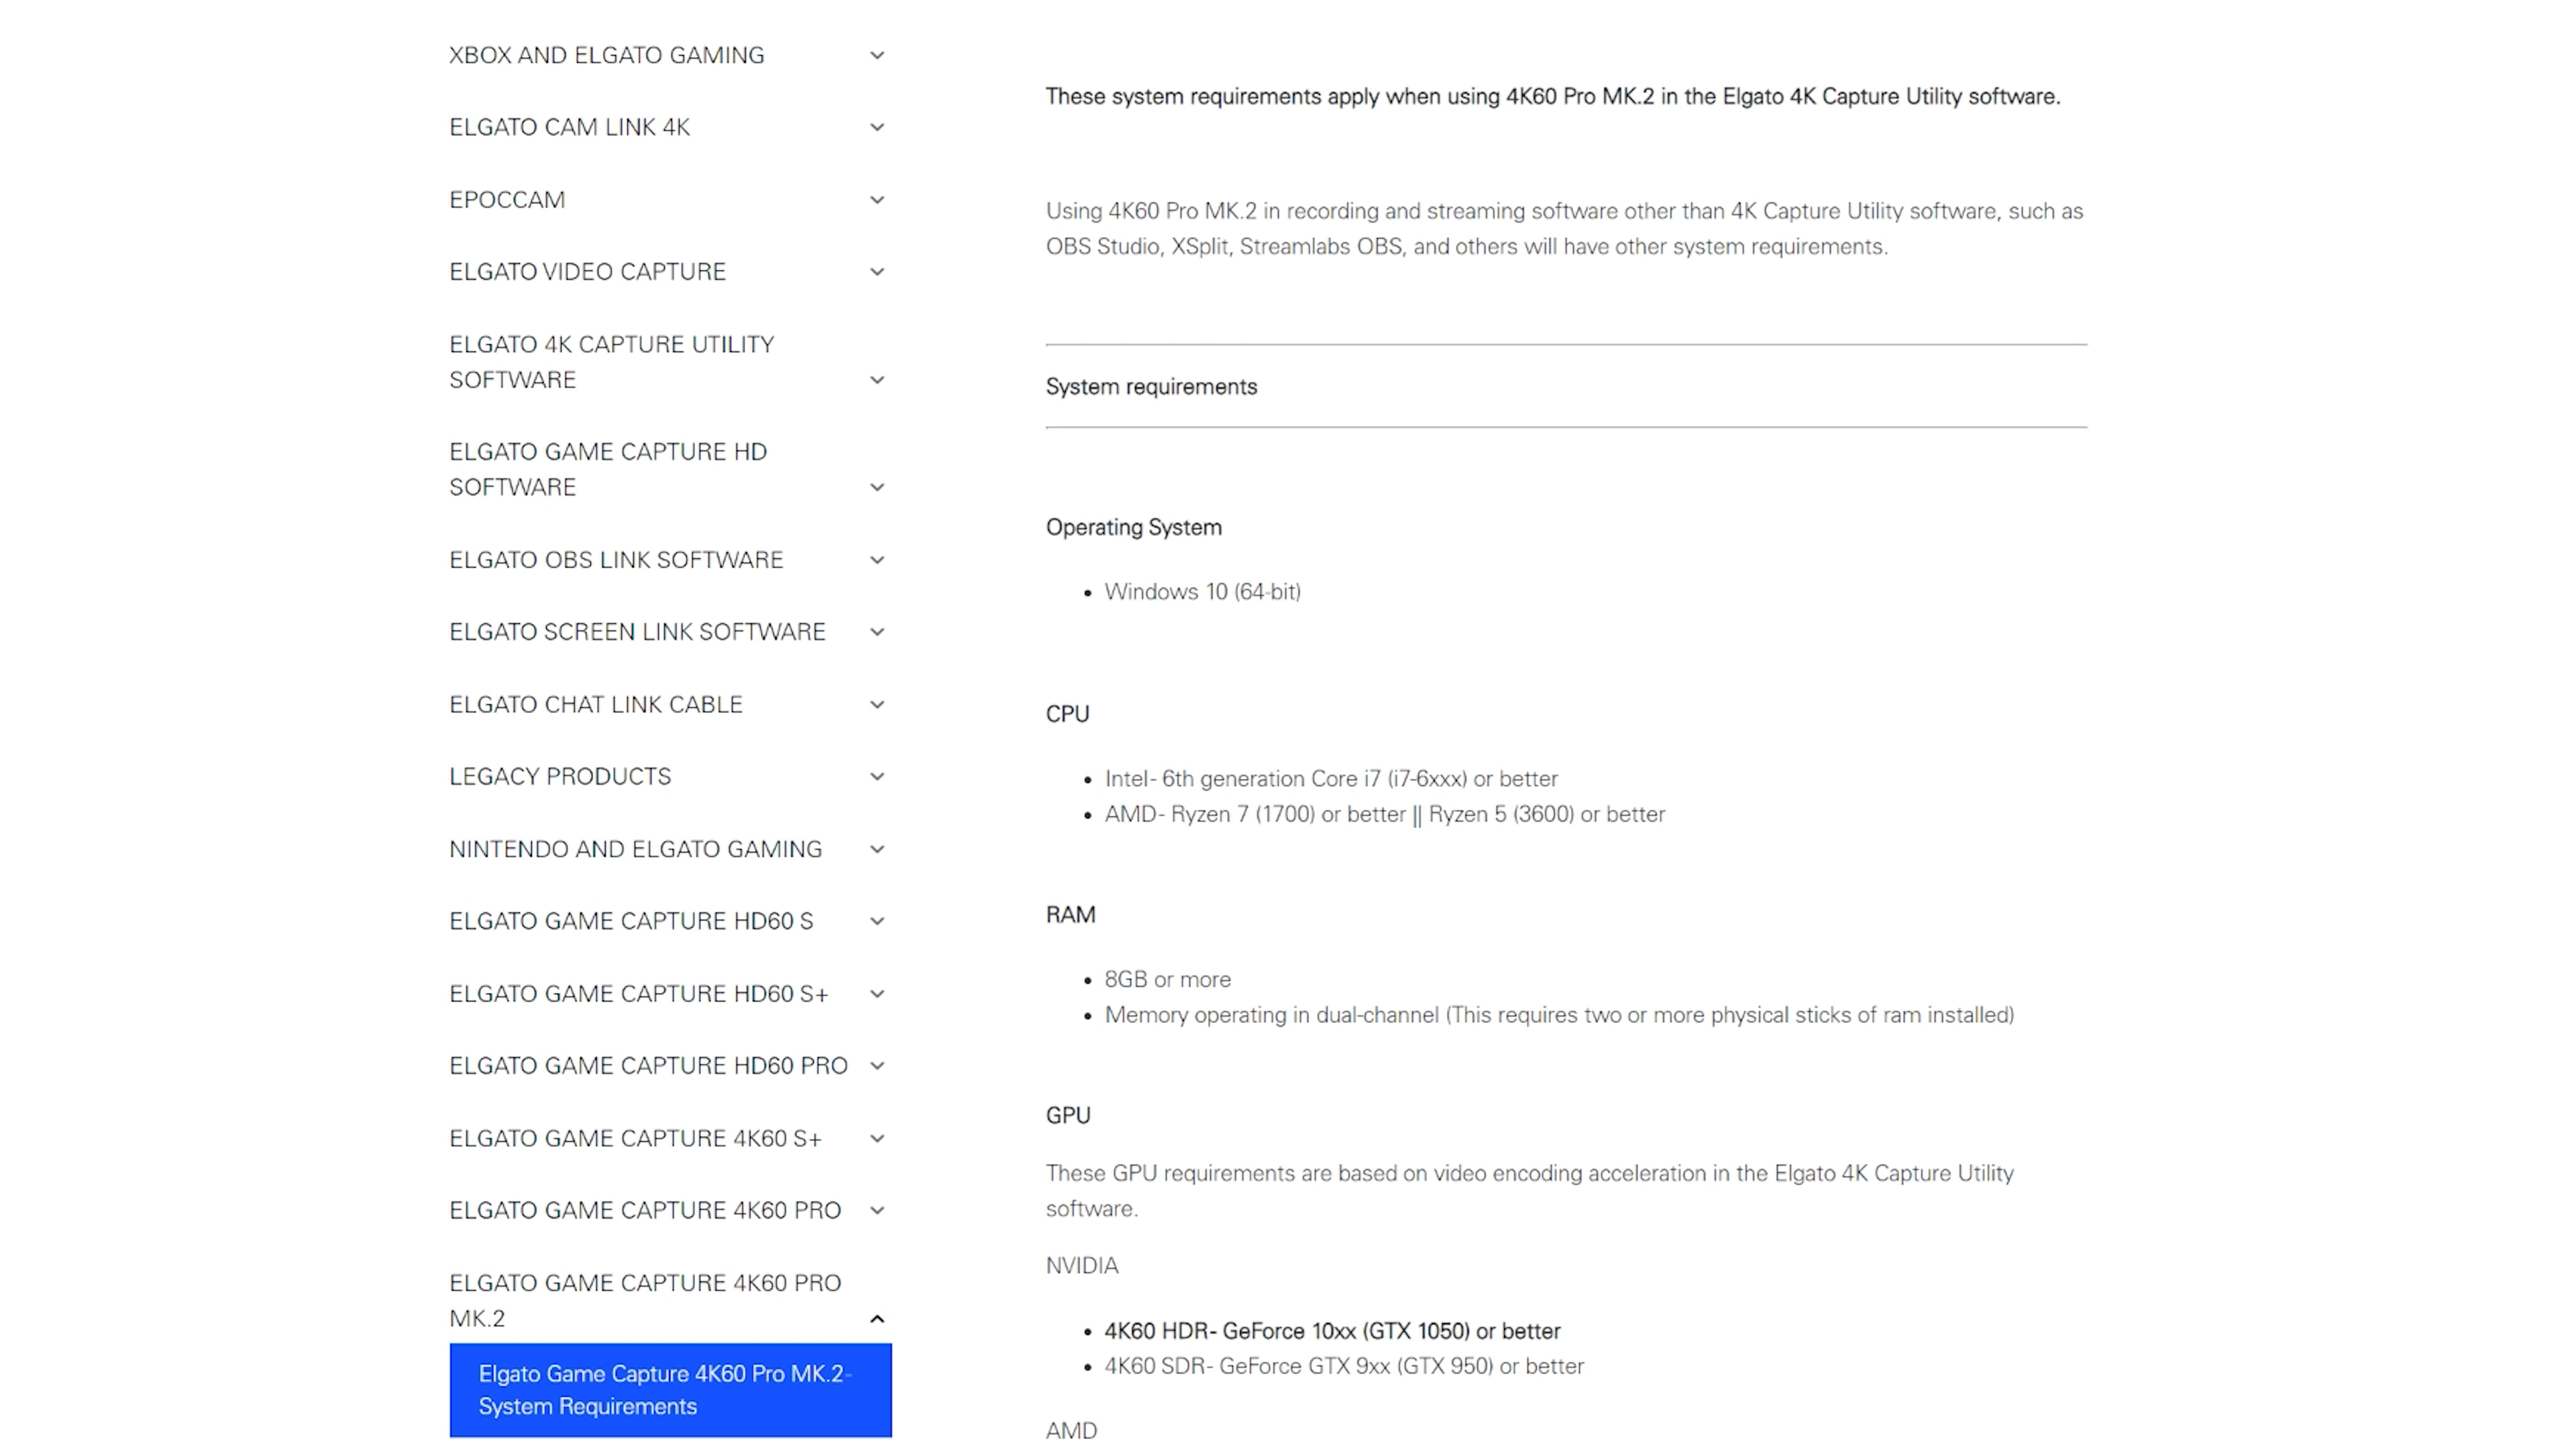 XBOX AND ELGATO GAMING
ELGATO CAM LINK 4K
EPOCCAM
ELGATO VIDEO CAPTURE
ELGATO 4K CAPTURE UTILITY
SOFTWARE
ELGATO GAME CAPTURE HD
SOFTWARE
ELGATO OBS LINK SOFTWARE
ELGATO SCREEN LINK SOFTWARE
ELGATO CHAT LINK CABLE
LEGACY PRODUCTS
NINTENDO AND ELGATO GAMING
ELGATO GAME CAPTURE HD60 S
ELGATO GAME CAPTURE HD60 S+
ELGATO GAME CAPTURE HD60 PRO
ELGATO GAME CAPTURE 4K60 S+
ELGATO GAME CAPTURE 4K60 PRO
ELGATO GAME CAPTURE 4K60 PRO
MK.2
Elgato Game Capture 4K60 Pro MK.2-
System Requirements
These system requirements apply when using 4K60 Pro MK.2 in the Elgato 4K Capture Utility software.
Using 4K60 Pro MK.2 in recording and streaming software other than 4K Capture Utility software, such as
OBS Studio, XSplit, Streamlabs OBS, and others will have other system requirements.
System requirements
Operating System
• Windows 10 (64-bit)
CPU
• Intel- 6th generation Core i7 (i7-6xxx) or better
• AMD- Ryzen 7 (1700) or better || Ryzen 5 (3600) or better
RAM
• 8GB or more
• Memory operating in dual-channel (This requires two or more physical sticks of ram installed)
GPU
These GPU requirements are based on video encoding acceleration in the Elgato 4K Capture Utility
software.
NVIDIA
• 4K60 HDR- GeForce 10xx (GTX 1050) or better
• 4K60 SDR- GeForce GTX 9xx (GTX 950) or better
AMD